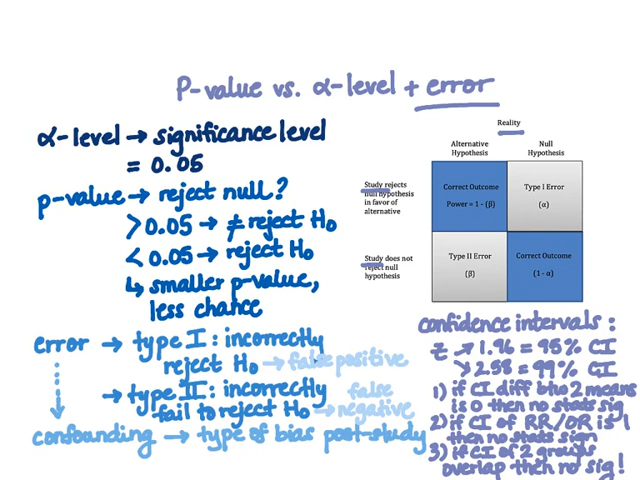 P-value vs. α-level + error
α-level → significance level
= 0.05
p-value → reject null?
> 0.05 → ≠ reject H₀
< 0.05 → reject H₀
↳ smaller p-value,
less chance
error → type I : incorrectly
reject H₀ → false positive
→ type II : incorrectly
fail to reject H₀ → false negative
confounding → type of bias post-study
Reality
Alternative Hypothesis
Null Hypothesis
Study rejects
null hypothesis
in favor of
alternative
Correct Outcome
Power = 1 - (β)
Type I Error
(α)
Study does not
reject null
hypothesis
Type II Error
(β)
Correct Outcome
(1 - α)
confidence intervals :
z → 1.96 = 95% CI
→ 2.58 = 99% CI
1) if CI diff btw 2 means
is 0 then no stats sig
2) if CI of RR/OR is 1
then no stats sign
3) if CI of 2 groups
overlap then no sig!